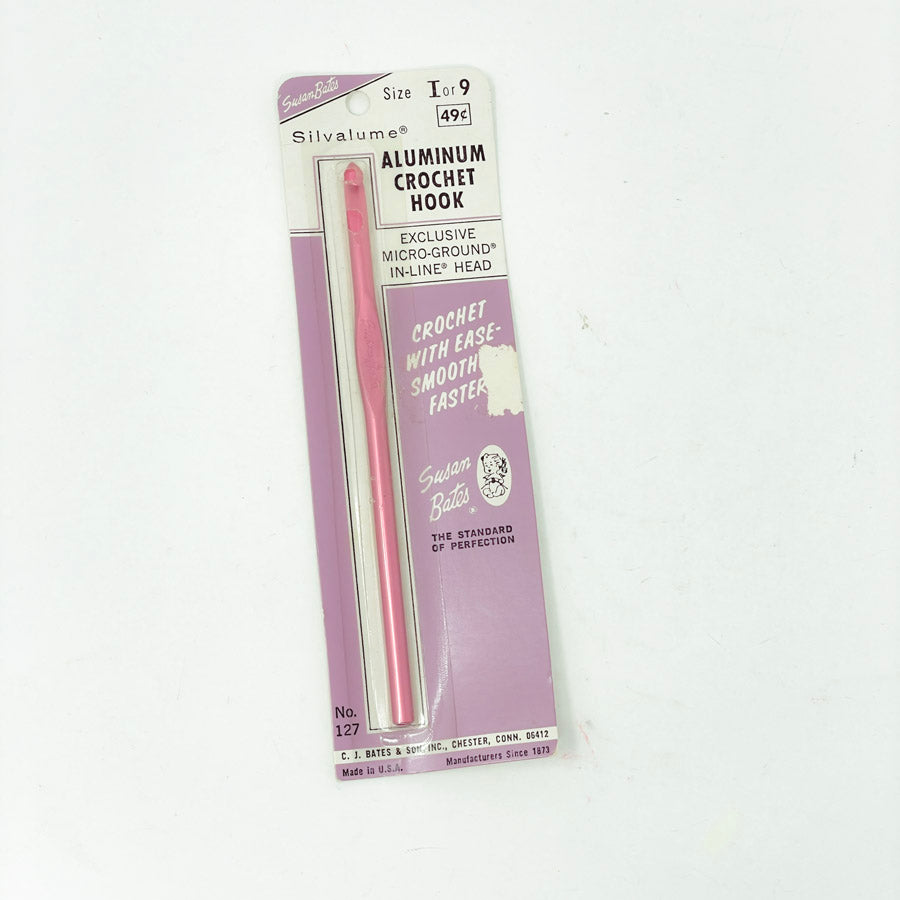 Susan Bates
Size I or 9
49¢
Silvalume®
ALUMINUM
CROCHET
HOOK
EXCLUSIVE
MICRO-GROUND®
IN-LINE® HEAD
CROCHET
WITH EASE-
SMOOTH
FASTER
Susan
Bates®
THE STANDARD
OF PERFECTION
No.
127
C. J. BATES & SON, INC., CHESTER, CONN. 06412
Made in U.S.A. Manufacturers Since 1873